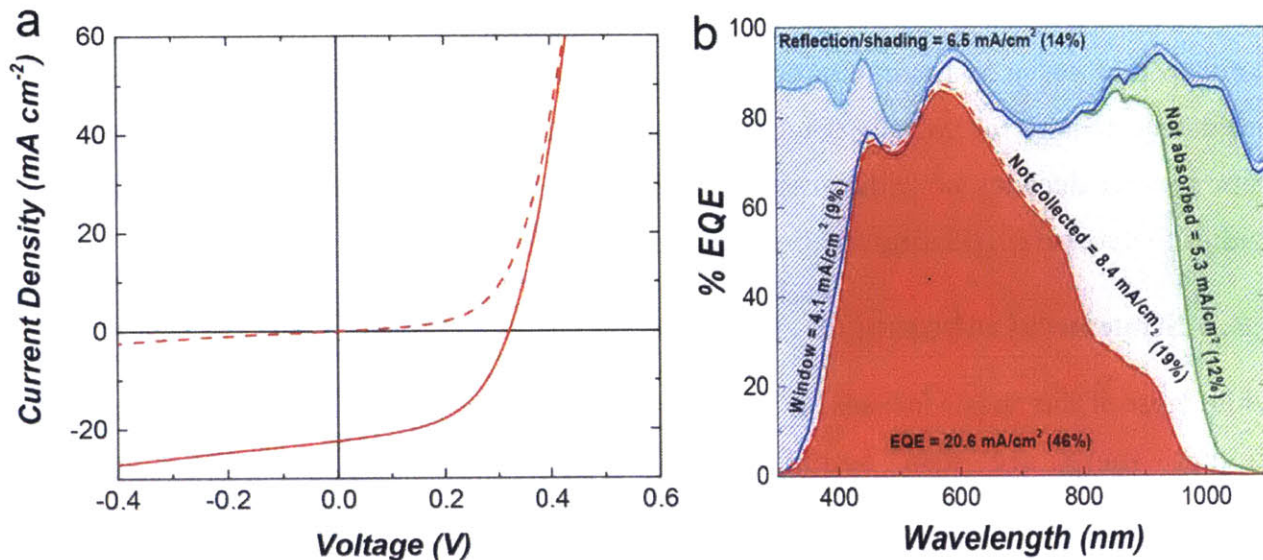 a
60
40
20
0
-20
-0.4
-0.2
0.0
0.2
0.4
0.6
Voltage (V)
Current Density (mA cm-2)
b
100
80
60
40
20
0
400
600
800
1000
Wavelength (nm)
% EQE
Reflection/shading = 6.5 mA/cm2 (14%)
Window = 4.1 mA/cm2 (9%)
Not collected = 8.4 mA/cm2 (19%)
Not absorbed = 5.3 mA/cm2 (12%)
EQE = 20.6 mA/cm2 (46%)